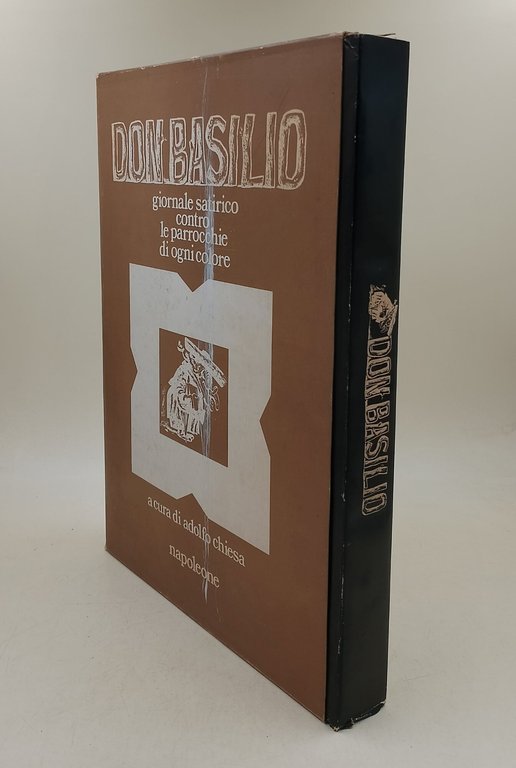 DON BASILIO
giornale satirico
contro
le parrocchie
di ogni colore
a cura di adolfo chiesa
napoleone
DON BASILIO